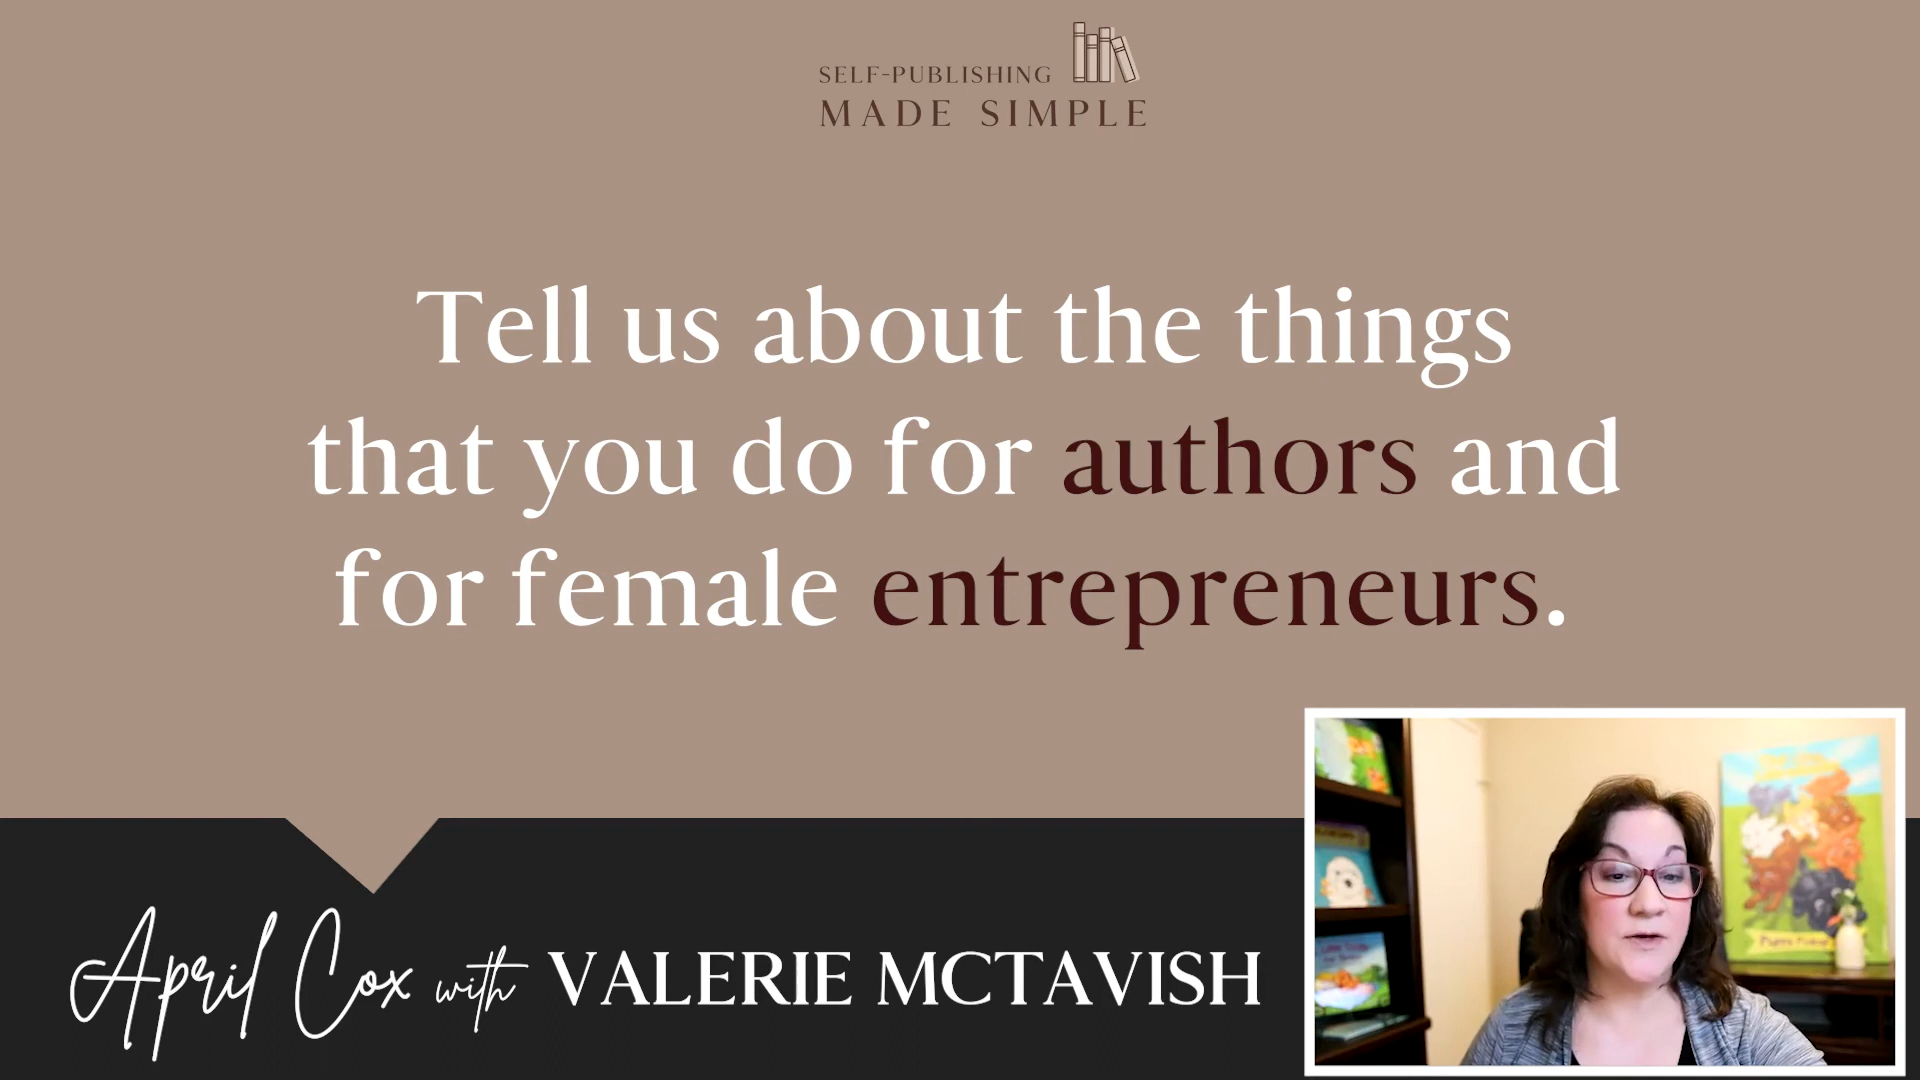 SELF-PUBLISHING
MADE SIMPLE
Tell us about the things
that you do for authors and
for female entrepreneurs.
April Cox with VALERIE MCTAVISH